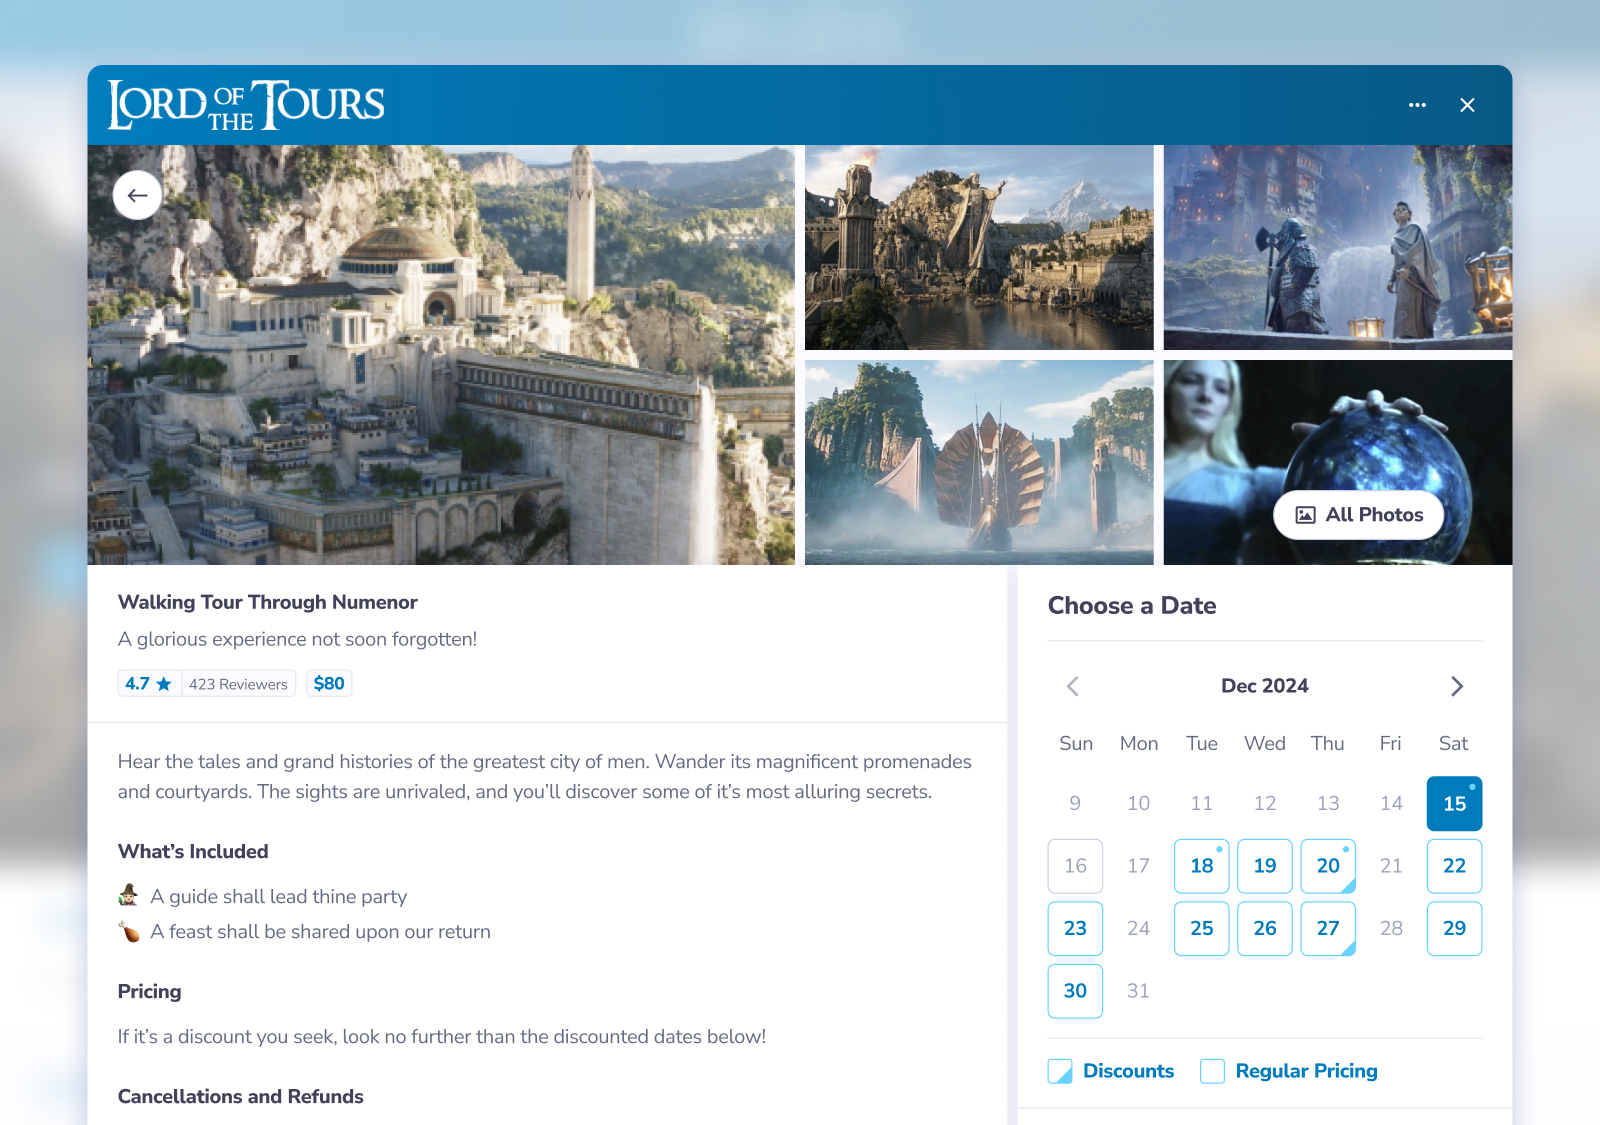 LORD OF THE TOURS
All Photos
Walking Tour Through Numenor
A glorious experience not soon forgotten!
4.7 ★ 423 Reviewers $80
Hear the tales and grand histories of the greatest city of men. Wander its magnificent promenades
and courtyards. The sights are unrivaled, and you’ll discover some of it’s most alluring secrets.
What’s Included
A guide shall lead thine party
A feast shall be shared upon our return
Pricing
If it’s a discount you seek, look no further than the discounted dates below!
Cancellations and Refunds
Choose a Date
Dec 2024
Sun Mon Tue Wed Thu Fri Sat
9 10 11 12 13 14 15
16 17 18 19 20 21 22
23 24 25 26 27 28 29
30 31
Discounts Regular Pricing